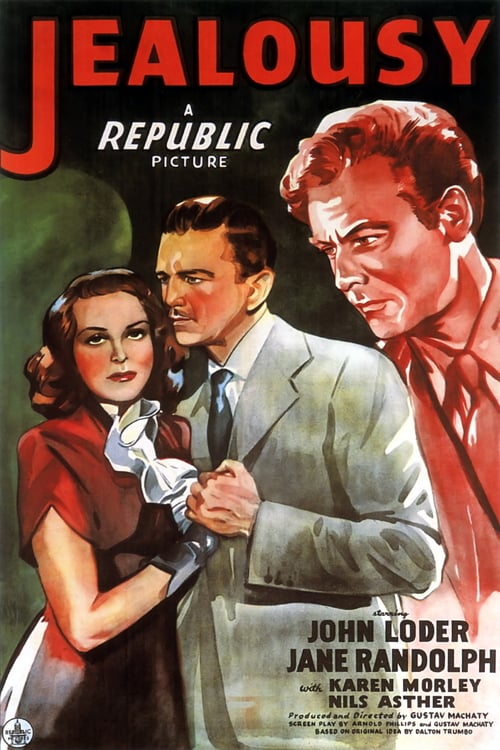 JEALOUSY
A
REPUBLIC
PICTURE
starring
JOHN LODER
JANE RANDOLPH
with KAREN MORLEY
NILS ASTHER
Produced and Directed by GUSTAV MACHATY
SCREEN PLAY BY ARNOLD PHILLIPS and GUSTAV MACHATY
BASED ON ORIGINAL IDEA BY DALTON TRUMBO
REPUBLIC